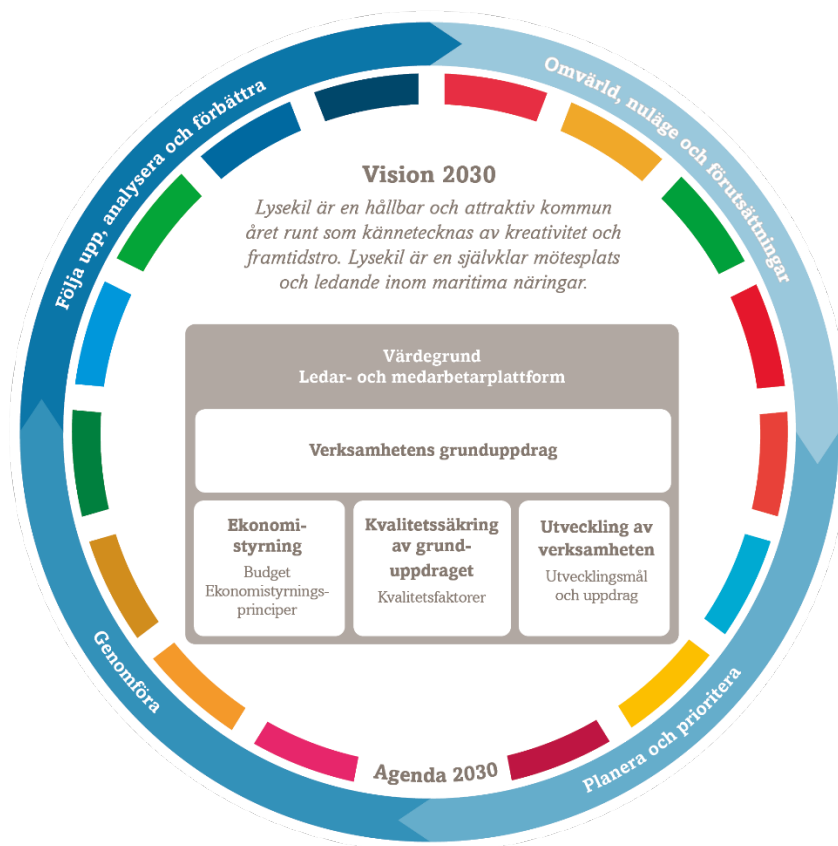 Följa upp, analysera och förbättra
Omvärld, nuläge och förutsättningar
Vision 2030
Lysekil är en hållbar och attraktiv kommun
året runt som kännetecknas av kreativitet och
framtidstro. Lysekil är en självklar mötesplats
och ledande inom maritima näringar.
Värdegrund
Ledar- och medarbetarplattform
Verksamhetens grunduppdrag
Ekonomi-
styrning
Budget
Ekonomistyrnings-
principer
Kvalitetssäkring
av grund-
uppdraget
Kvalitetsfaktorer
Utveckling av
verksamheten
Utvecklingsmål
och uppdrag
Genomföra
Planera och prioritera
Agenda 2030